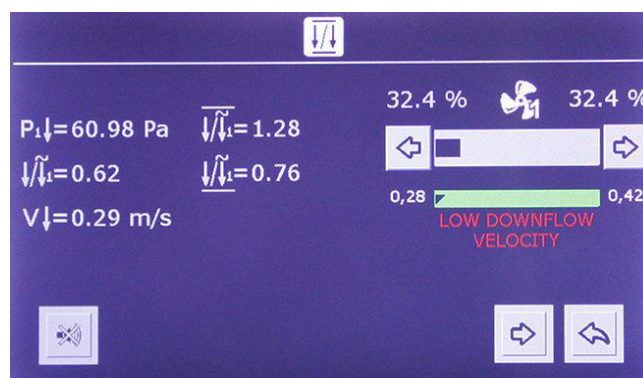 32.4 % 1 32.4 %
P₁↓=60.98 Pa ↓/↓̃₁=1.28
↓/↓̃₁=0.62 ↓/↓̃₁=0.76
V↓=0.29 m/s
0,28 0,42
LOW DOWNFLOW
VELOCITY